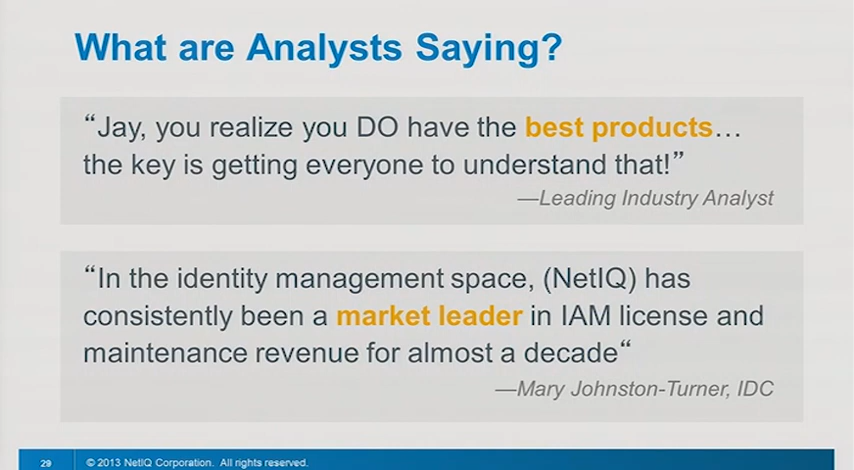 What are Analysts Saying?
“Jay, you realize you DO have the best products…
the key is getting everyone to understand that!”
—Leading Industry Analyst
“In the identity management space, (NetIQ) has
consistently been a market leader in IAM license and
maintenance revenue for almost a decade“
—Mary Johnston-Turner, IDC
29 © 2013 NetIQ Corporation. All rights reserved.